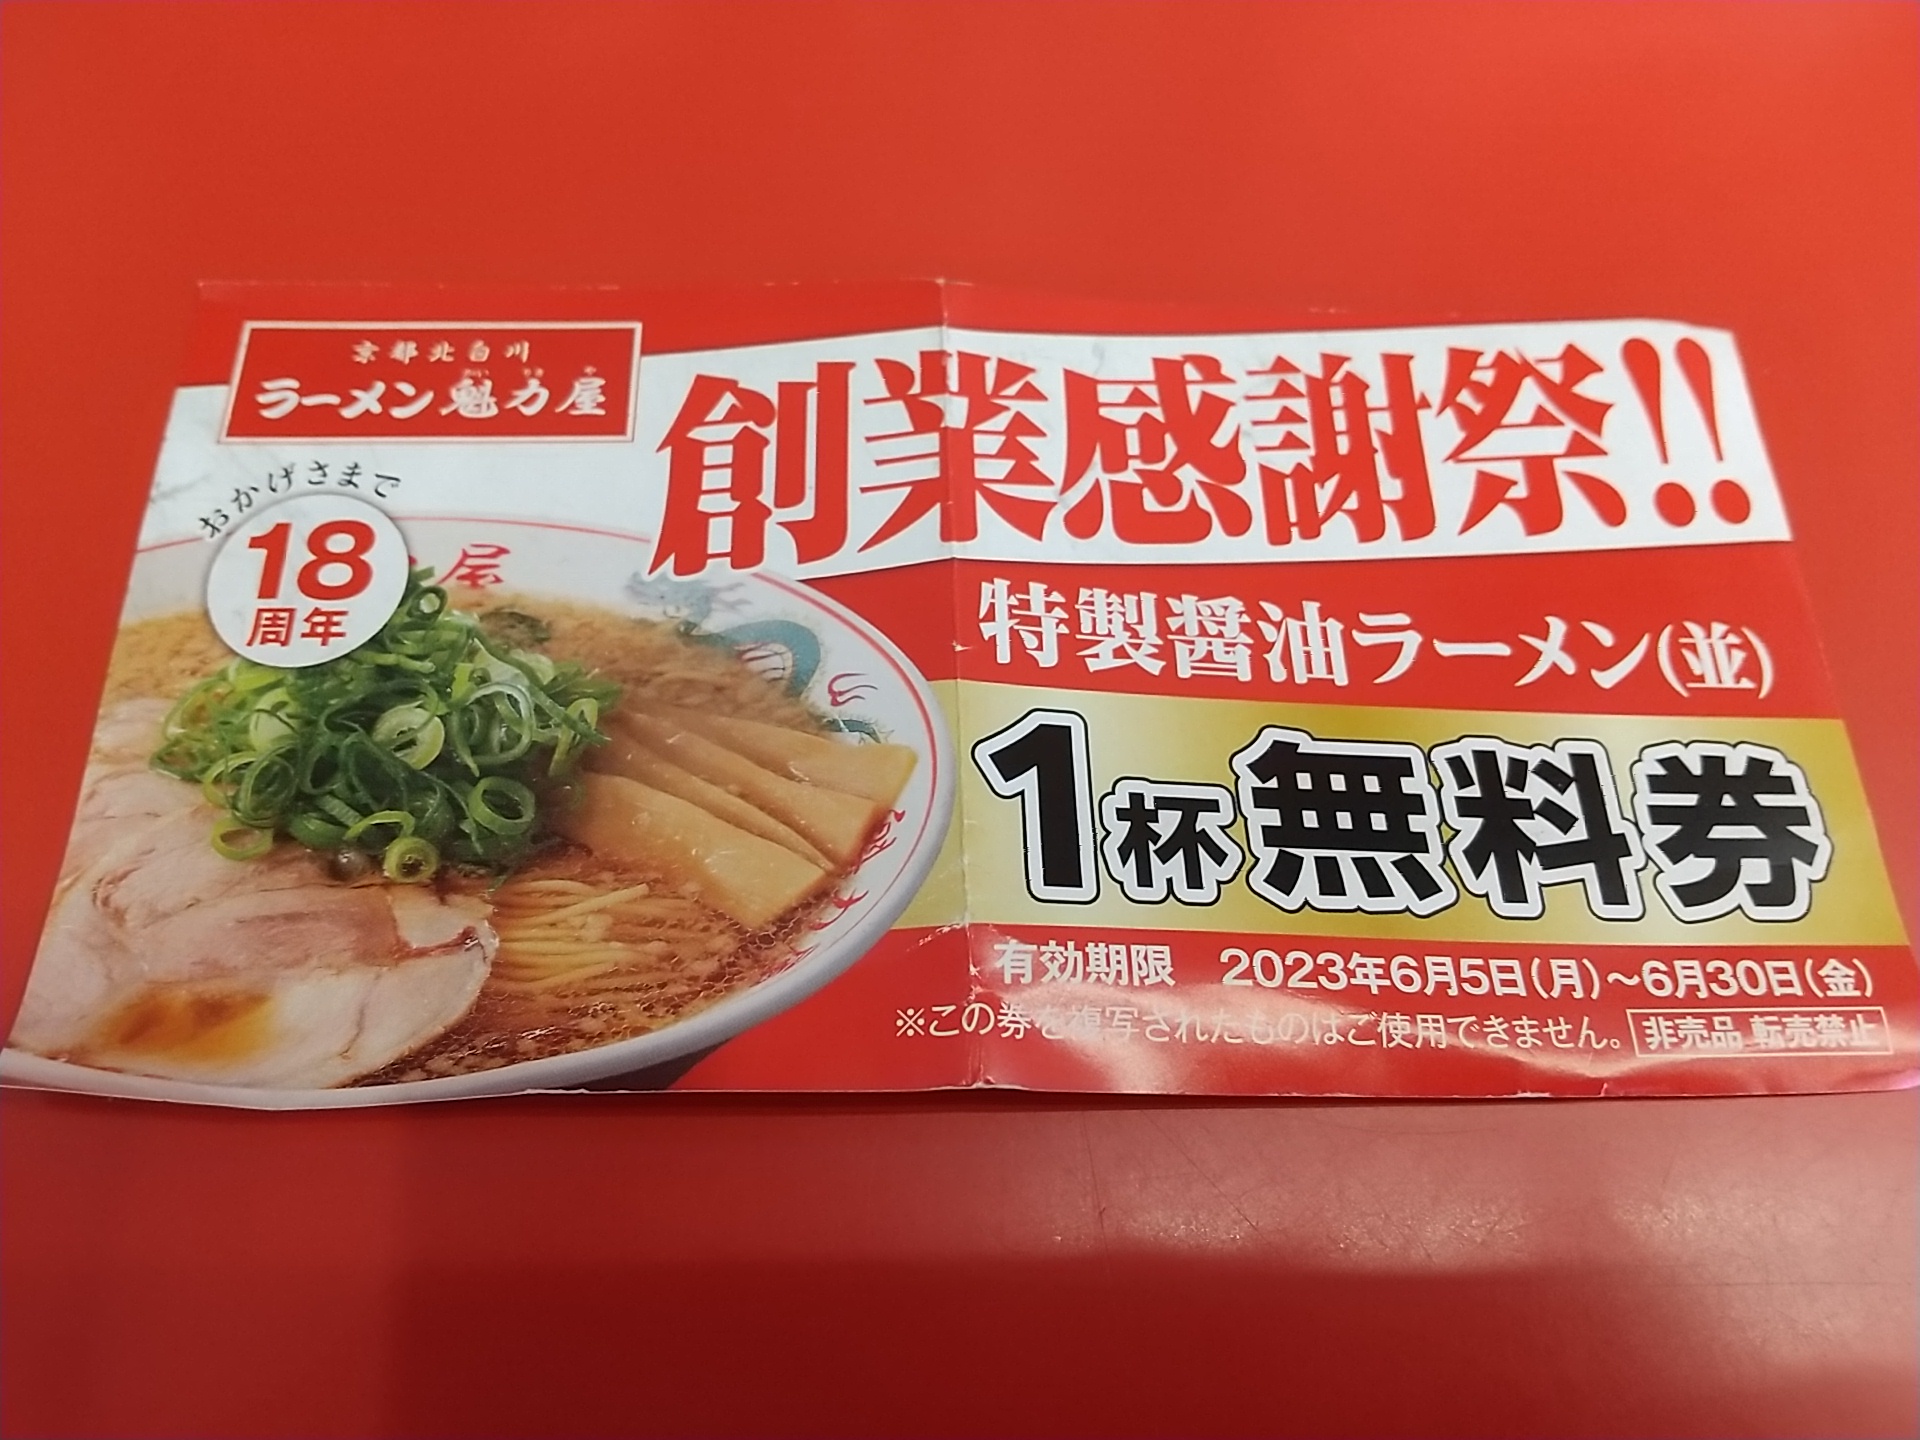 京都北白川
ラーメン魁力屋
おかげさまで
18
周年
創業感謝祭!!
特製醤油ラーメン(並)
1杯無料券
有効期限 2023年6月5日(月)~6月30日(金)
※この券を複写されたものはご使用できません。 非売品 転売禁止
屋